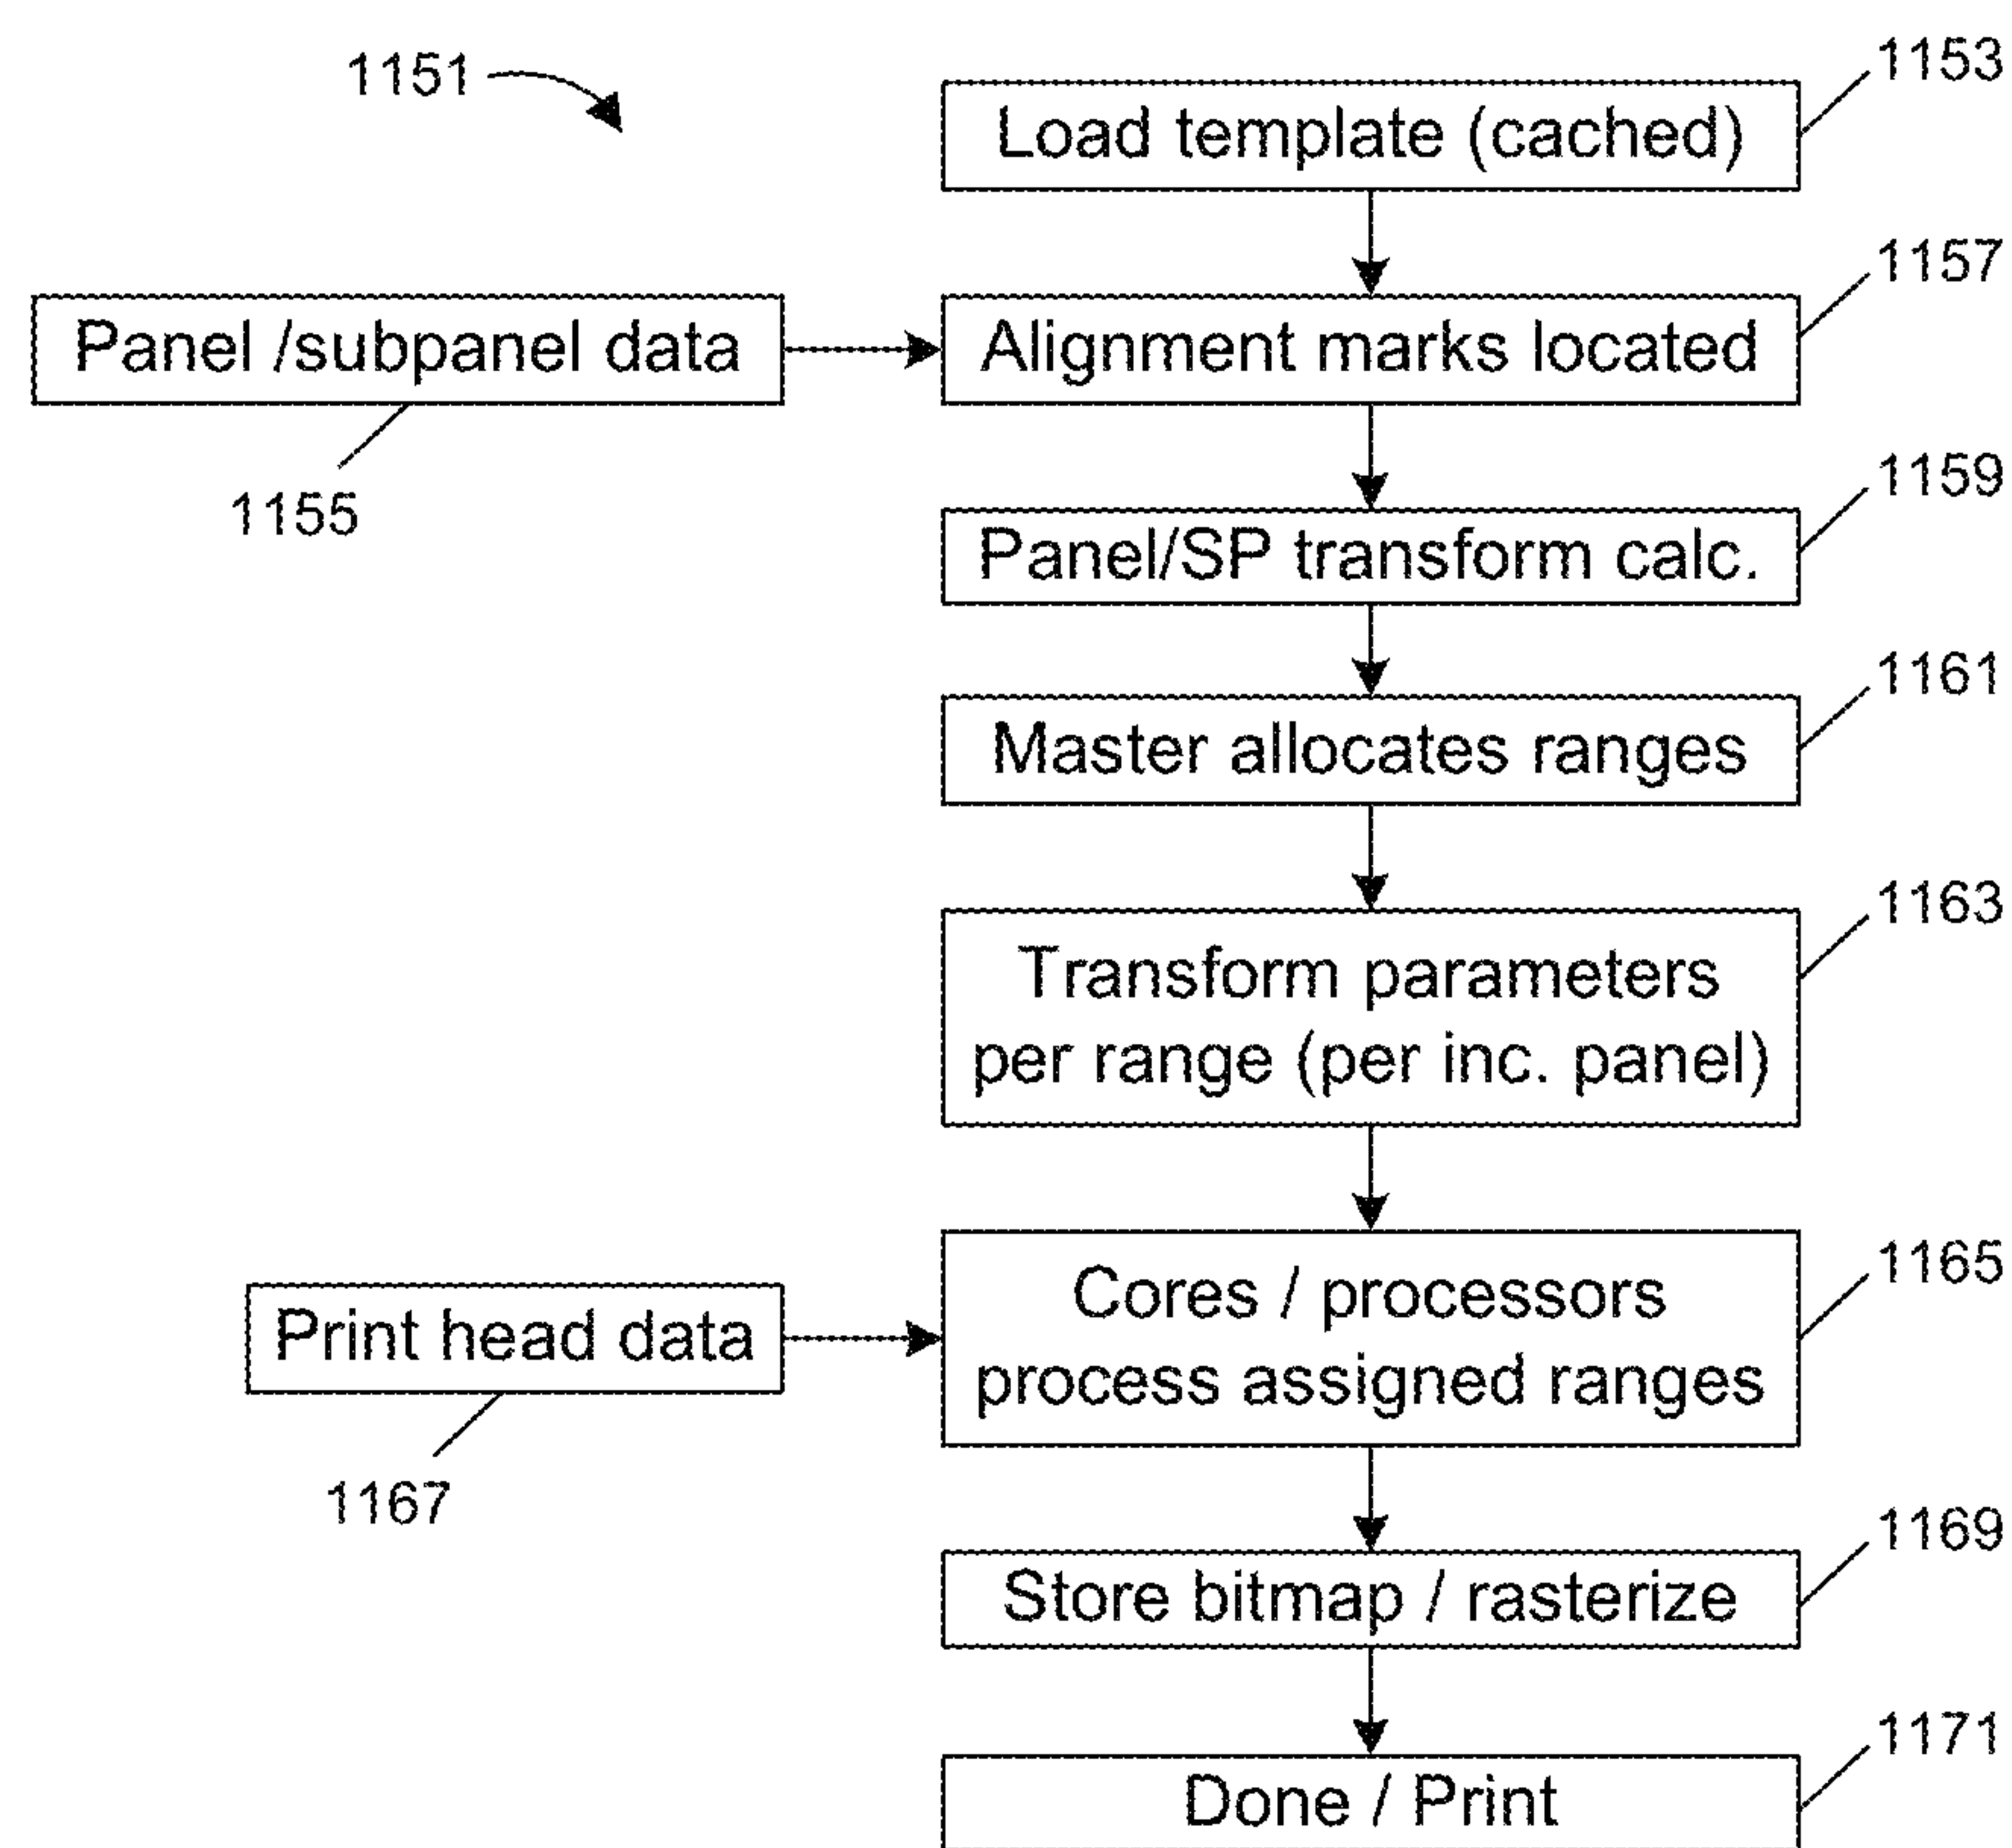 1151
1153
Load template (cached)
1157
Panel /subpanel data
Alignment marks located
1155
1159
Panel/SP transform calc.
1161
Master allocates ranges
1163
Transform parameters
per range (per inc. panel)
1165
Cores / processors
process assigned ranges
Print head data
1167
1169
Store bitmap / rasterize
1171
Done / Print